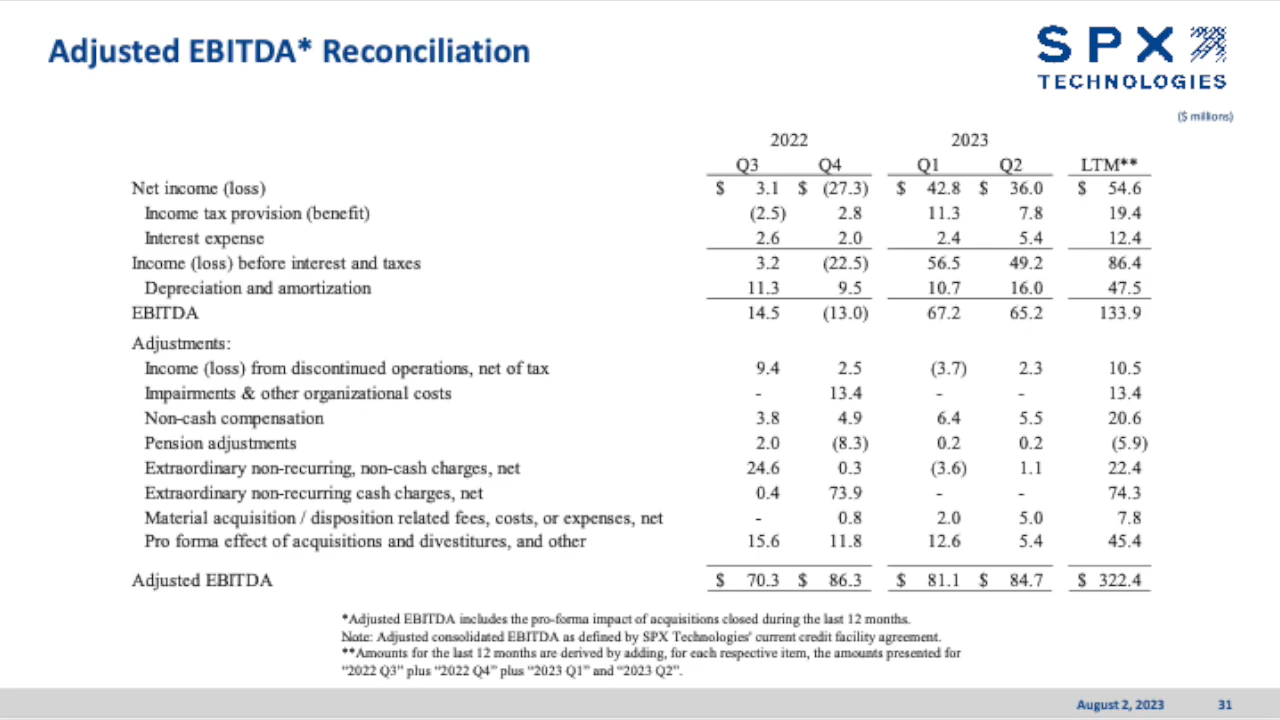 Adjusted EBITDA* Reconciliation
SPX
TECHNOLOGIES
($ millions)
2022 2023
Q3 Q4 Q1 Q2 LTM**
Net income (loss) $ 3.1 $ (27.3) $ 42.8 $ 36.0 $ 54.6
Income tax provision (benefit) (2.5) 2.8 11.3 7.8 19.4
Interest expense 2.6 2.0 2.4 5.4 12.4
Income (loss) before interest and taxes 3.2 (22.5) 56.5 49.2 86.4
Depreciation and amortization 11.3 9.5 10.7 16.0 47.5
EBITDA 14.5 (13.0) 67.2 65.2 133.9
Adjustments:
Income (loss) from discontinued operations, net of tax 9.4 2.5 (3.7) 2.3 10.5
Impairments & other organizational costs - 13.4 - - 13.4
Non-cash compensation 3.8 4.9 6.4 5.5 20.6
Pension adjustments 2.0 (8.3) 0.2 0.2 (5.9)
Extraordinary non-recurring, non-cash charges, net 24.6 0.3 (3.6) 1.1 22.4
Extraordinary non-recurring cash charges, net 0.4 73.9 - - 74.3
Material acquisition / disposition related fees, costs, or expenses, net - 0.8 2.0 5.0 7.8
Pro forma effect of acquisitions and divestitures, and other 15.6 11.8 12.6 5.4 45.4
Adjusted EBITDA $ 70.3 $ 86.3 $ 81.1 $ 84.7 $ 322.4
*Adjusted EBITDA includes the pro-forma impact of acquisitions closed during the last 12 months.
Note: Adjusted consolidated EBITDA as defined by SPX Technologies' current credit facility agreement.
**Amounts for the last 12 months are derived by adding, for each respective item, the amounts presented for
"2022 Q3" plus "2022 Q4" plus "2023 Q1" and "2023 Q2".
August 2, 2023 31